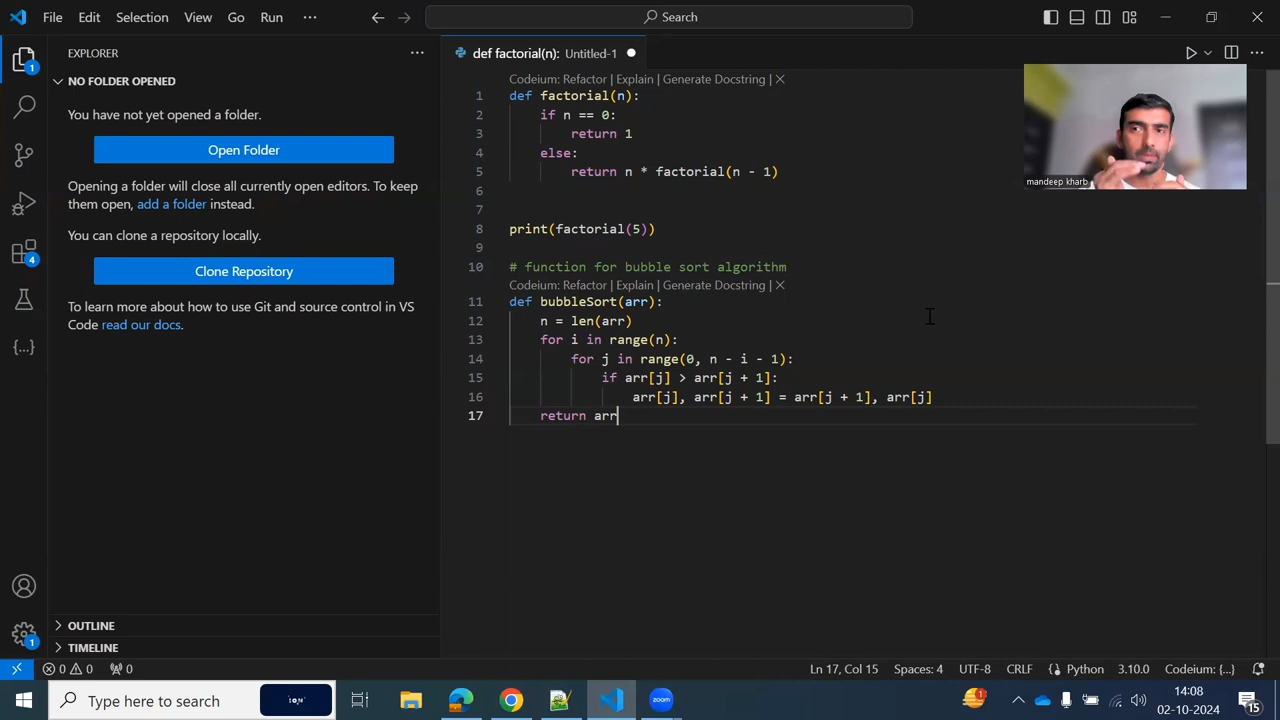 File Edit Selection View Go Run ··· Search
EXPLORER ···
NO FOLDER OPENED
You have not yet opened a folder.
Open Folder
Opening a folder will close all currently open editors. To keep
them open, add a folder instead.
You can clone a repository locally.
Clone Repository
To learn more about how to use Git and source control in VS
Code read our docs.
OUTLINE
TIMELINE
1
4
1
def factorial(n): Untitled-1
Codeium: Refactor | Explain | Generate Docstring | ✕
1 def factorial(n):
2 if n == 0:
3 return 1
4 else:
5 return n * factorial(n - 1)
6
7
8 print(factorial(5))
9
10 # function for bubble sort algorithm
Codeium: Refactor | Explain | Generate Docstring | ✕
11 def bubbleSort(arr):
12 n = len(arr)
13 for i in range(n):
14 for j in range(0, n - i - 1):
15 if arr[j] > arr[j + 1]:
16 arr[j], arr[j + 1] = arr[j + 1], arr[j]
17 return arr
mandeep kharb
0 0 0 Ln 17, Col 15 Spaces: 4 UTF-8 CRLF Python 3.10.0 Codeium: {...}
Type here to search zoom 1 14:08
02-10-2024 15